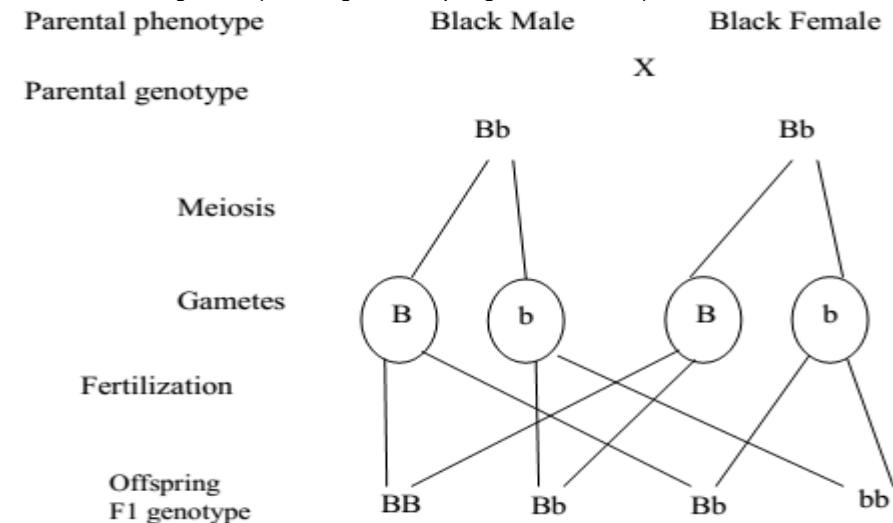 Parental phenotype Black Male Black Female
X
Parental genotype
Bb Bb
Meiosis
Gametes B b B b
Fertilization
Offspring
F1 genotype BB Bb Bb bb